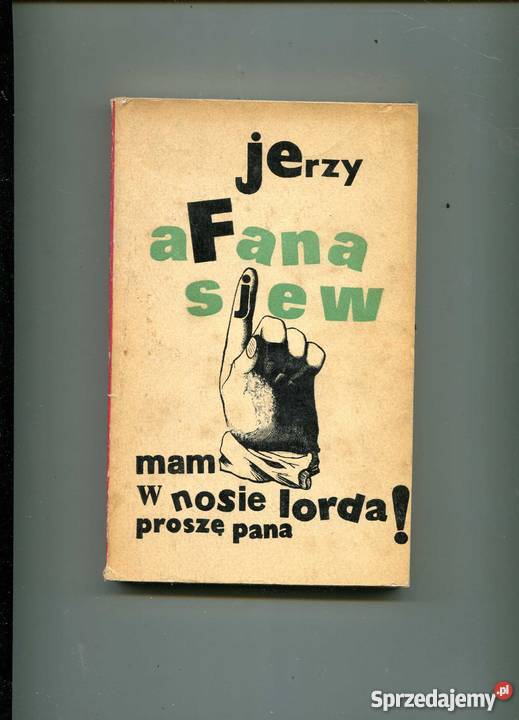 jerzy
aFana
sjew
mam
w nosie lorda!
proszę pana
Sprzedajemy.pl